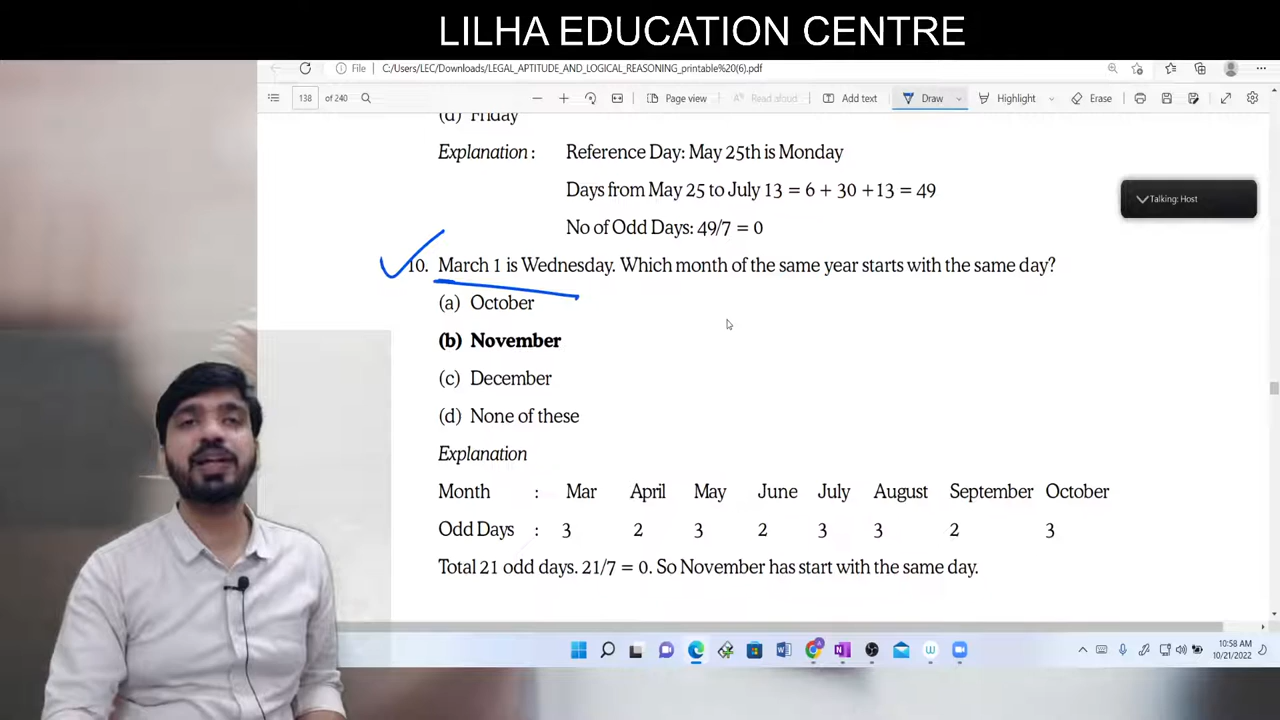 LILHA EDUCATION CENTRE
File C:/Users/LEC/Downloads/LEGAL_APTITUDE_AND_LOGICAL_REASONING_printable%20(6).pdf
138 of 240 Page view Read aloud Add text Draw Highlight Erase
(d) Friday
Explanation : Reference Day: May 25th is Monday
Days from May 25 to July 13 = 6 + 30 +13 = 49
No of Odd Days: 49/7 = 0
Talking: Host
10. March 1 is Wednesday. Which month of the same year starts with the same day?
(a) October
(b) November
(c) December
(d) None of these
Explanation
Month : Mar April May June July August September October
Odd Days : 3 2 3 2 3 3 2 3
Total 21 odd days. 21/7 = 0. So November has start with the same day.
10:58 AM
10/21/2022